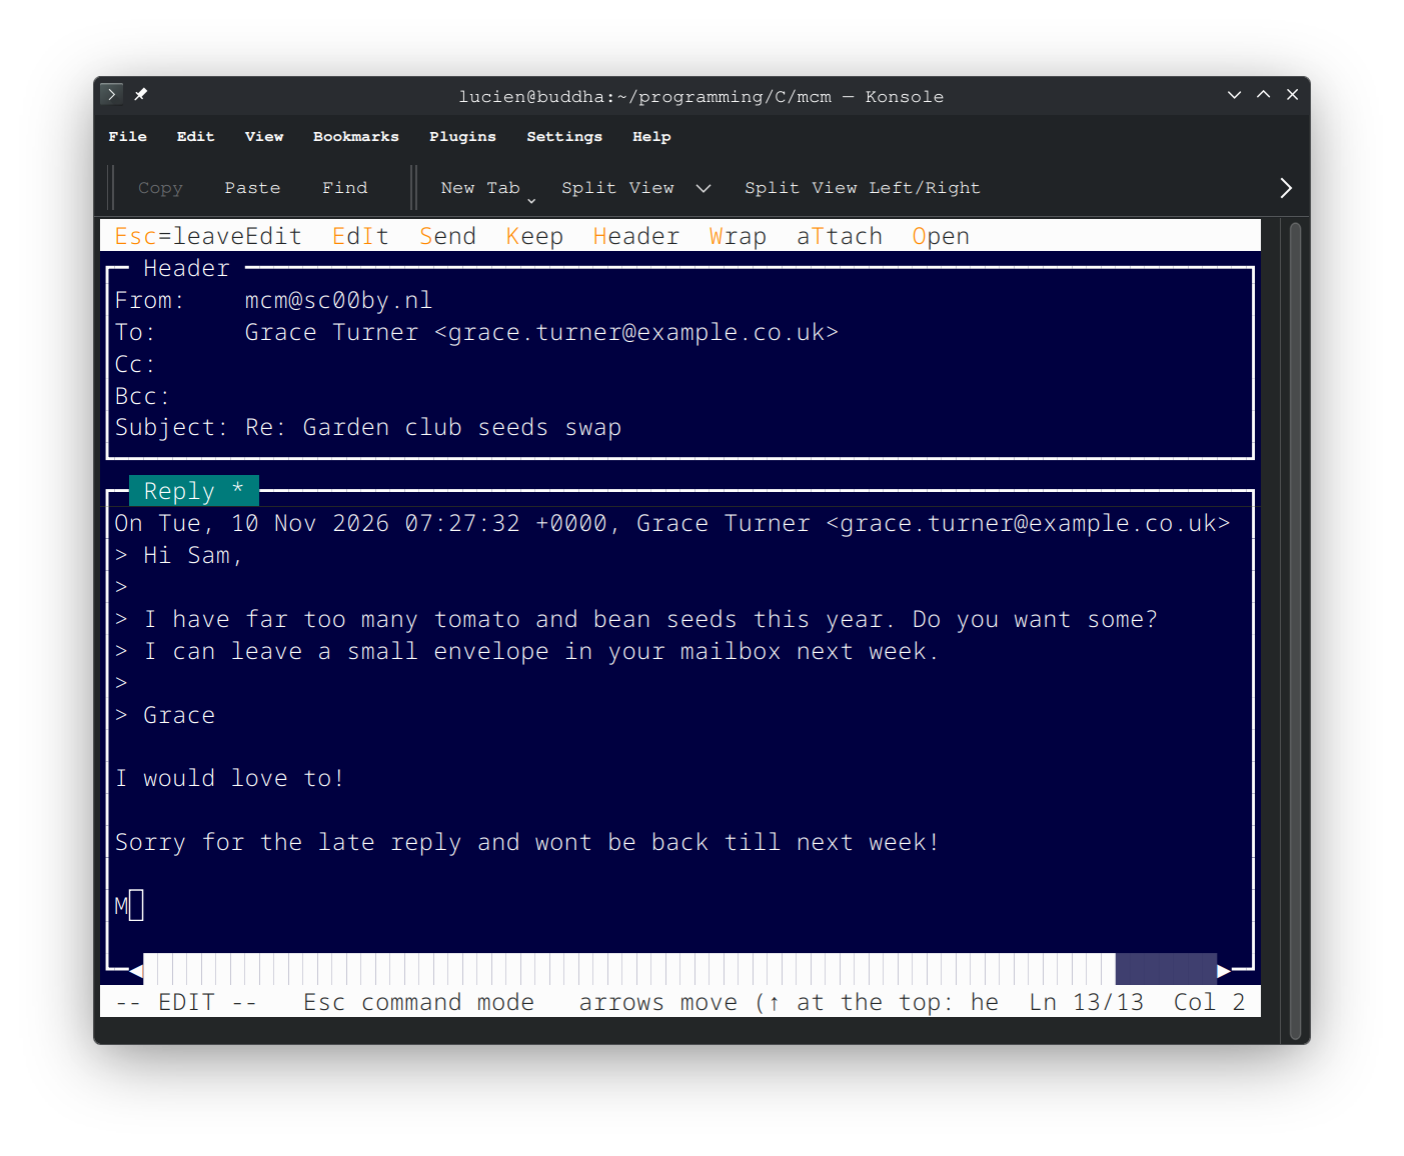 lucien@buddha:~/programming/C/mcm — Konsole
File Edit View Bookmarks Plugins Settings Help
Copy Paste Find New Tab Split View Split View Left/Right
Esc=leaveEdit EdIt Send Keep Header Wrap aTtach Open
Header
From: mcm@sc00by.nl
To: Grace Turner <grace.turner@example.co.uk>
Cc:
Bcc:
Subject: Re: Garden club seeds swap
Reply *
On Tue, 10 Nov 2026 07:27:32 +0000, Grace Turner <grace.turner@example.co.uk>
> Hi Sam,
>
> I have far too many tomato and bean seeds this year. Do you want some?
> I can leave a small envelope in your mailbox next week.
>
> Grace
I would love to!
Sorry for the late reply and wont be back till next week!
M
-- EDIT -- Esc command mode arrows move (↑ at the top: he Ln 13/13 Col 2